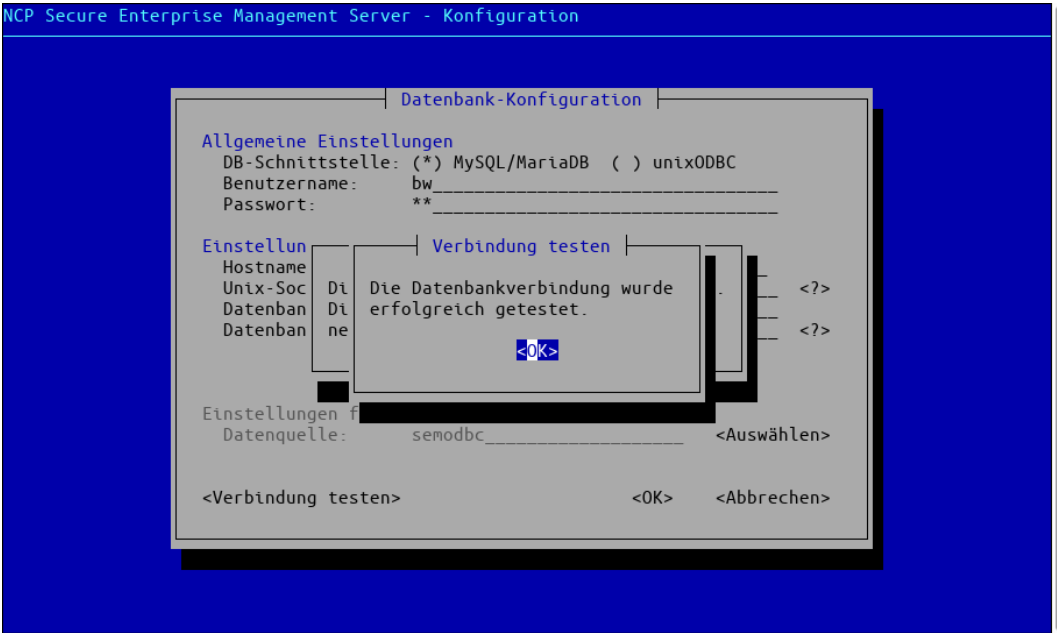 NCP Secure Enterprise Management Server - Konfiguration
Datenbank-Konfiguration
Allgemeine Einstellungen
DB-Schnittstelle: (*) MySQL/MariaDB ( ) unixODBC
Benutzername: bw
Passwort: **
Einstellun
Verbindung testen
Hostname
Unix-Soc Di Die Datenbankverbindung wurde . <?>
Datenban Di erfolgreich getestet.
Datenban ne <?>
<OK>
Einstellungen f
Datenquelle: semodbc <Auswählen>
<Verbindung testen> <OK> <Abbrechen>